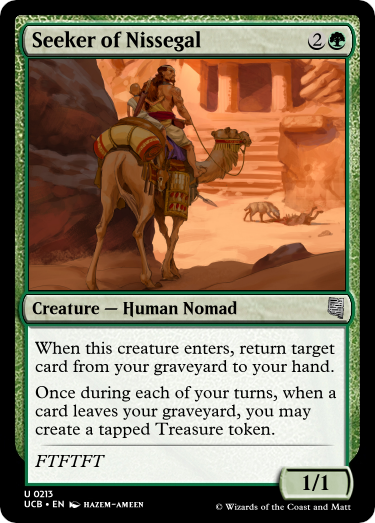 Seeker of Nissegal 2
Creature — Human Nomad
When this creature enters, return target
card from your graveyard to your hand.
Once during each of your turns, when a
card leaves your graveyard, you may
create a tapped Treasure token.
FTFTFT
1/1
U 0213
UCB • EN HAZEM-AMEEN
© Wizards of the Coast and Matt